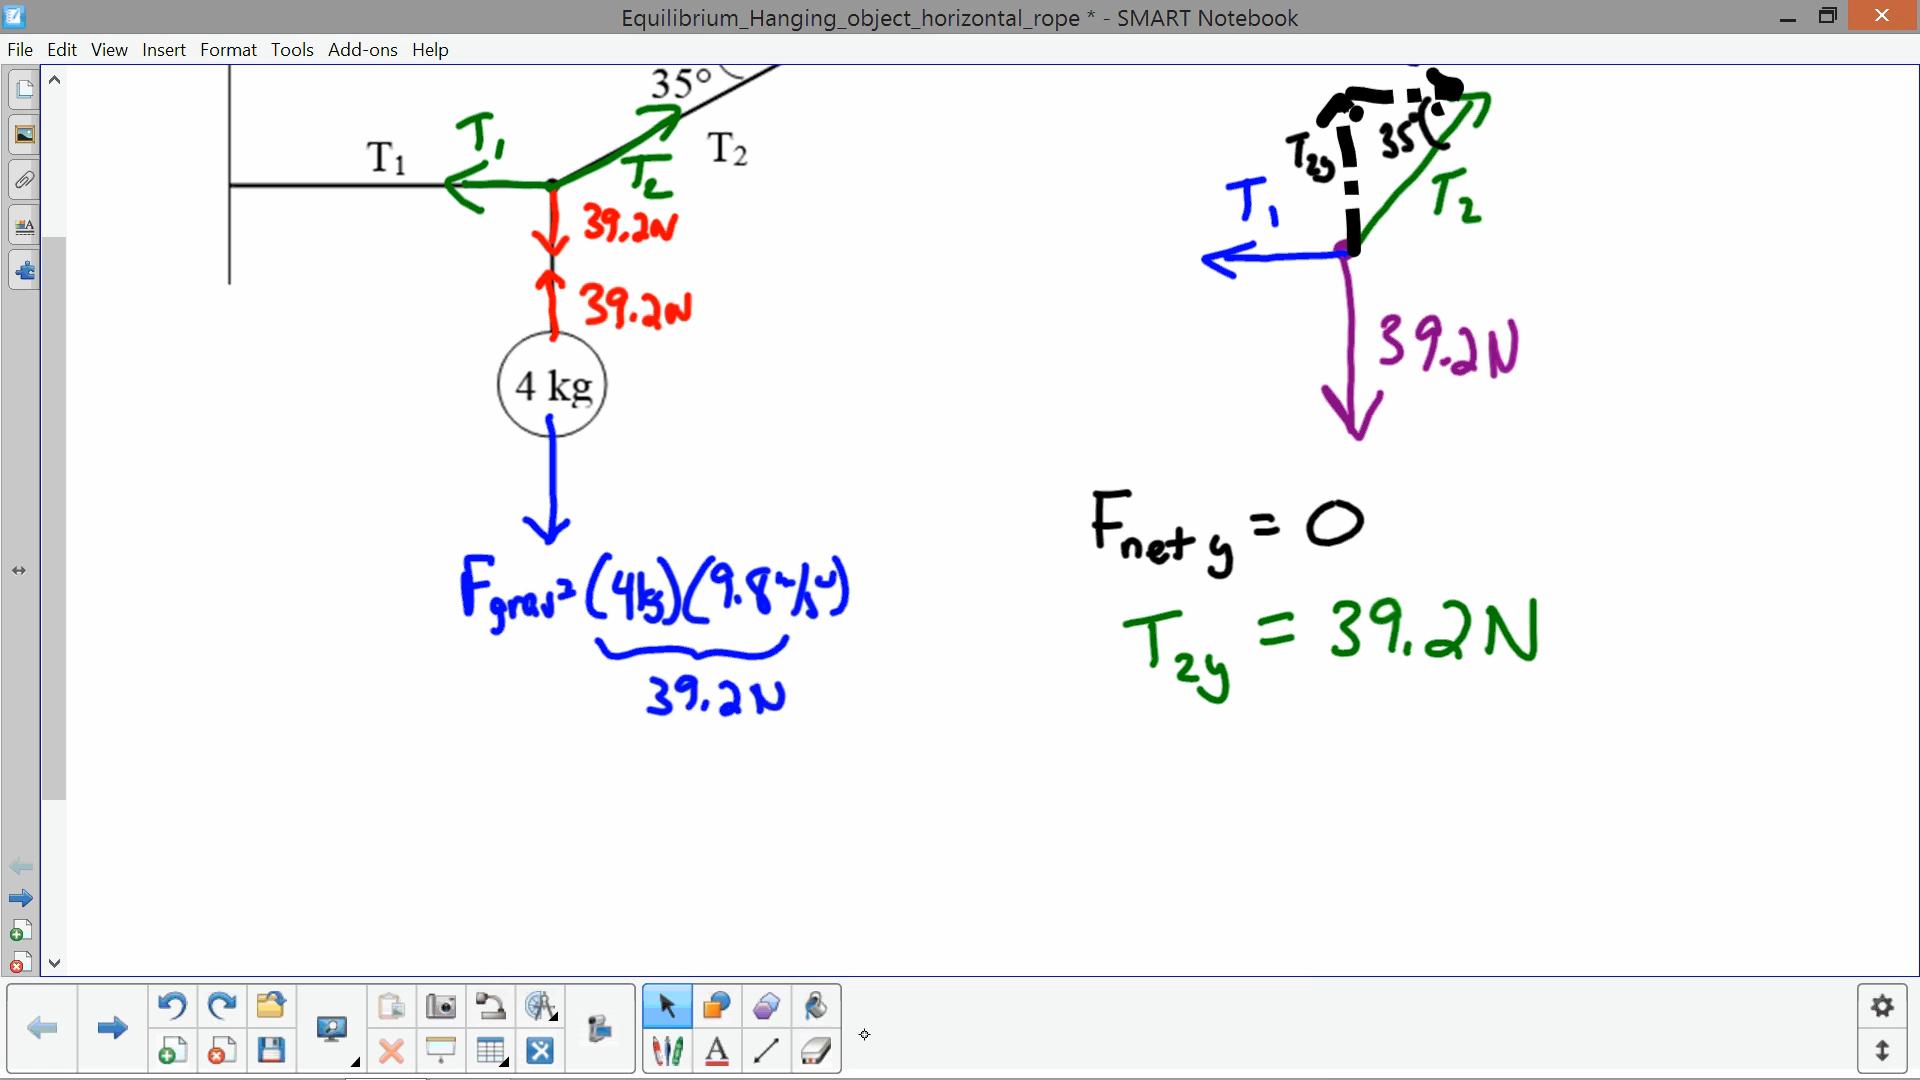 Equilibrium_Hanging_object_horizontal_rope * - SMART Notebook
File Edit View Insert Format Tools Add-ons Help
35°
T1
T₁
T₂
T2
39.2N
39.2N
4 kg
Fgrav = (4kg)(9.8 m/s²)
39.2N
T2y
35°
T₁
T₂
39.2N
Fnet y = 0
T2y = 39.2N